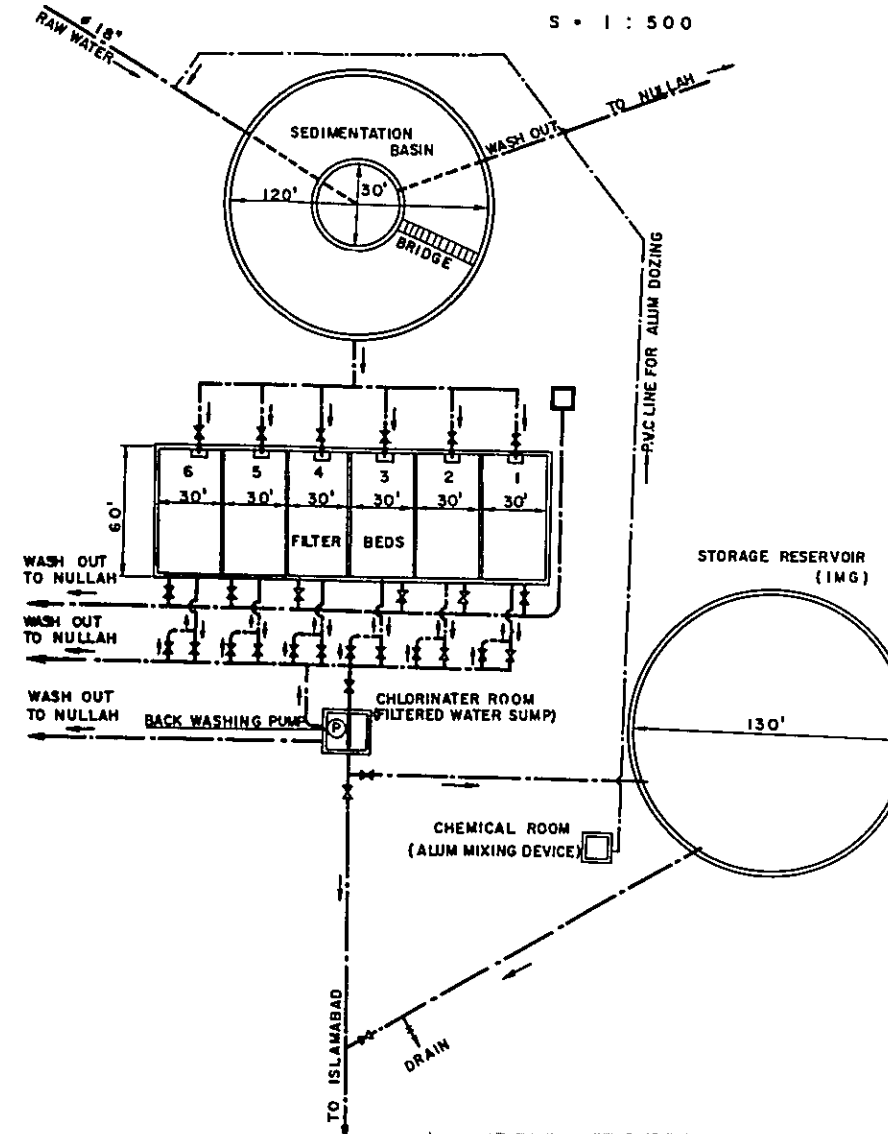 S • 1 : 500
ø 18"
RAW WATER
TO NULLAH
WASH OUT
SEDIMENTATION
BASIN
120'
30'
BRIDGE
P.V.C LINE FOR ALUM DOZING
6 5 4 3 2 1
30' 30' 30' 30' 30' 30'
60'
FILTER BEDS
WASH OUT
TO NULLAH
WASH OUT
TO NULLAH
WASH OUT
TO NULLAH
BACK WASHING PUMP
P
CHLORINATER ROOM
(FILTERED WATER SUMP)
STORAGE RESERVOIR
(IMG)
130'
CHEMICAL ROOM
(ALUM MIXING DEVICE)
TO ISLAMABAD
DRAIN